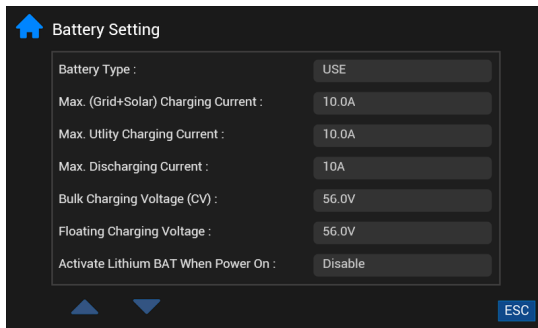 Battery Setting
Battery Type : USE
Max. (Grid+Solar) Charging Current : 10.0A
Max. Utlity Charging Current : 10.0A
Max. Discharging Current : 10A
Bulk Charging Voltage (CV) : 56.0V
Floating Charging Voltage : 56.0V
Activate Lithium BAT When Power On : Disable
ESC